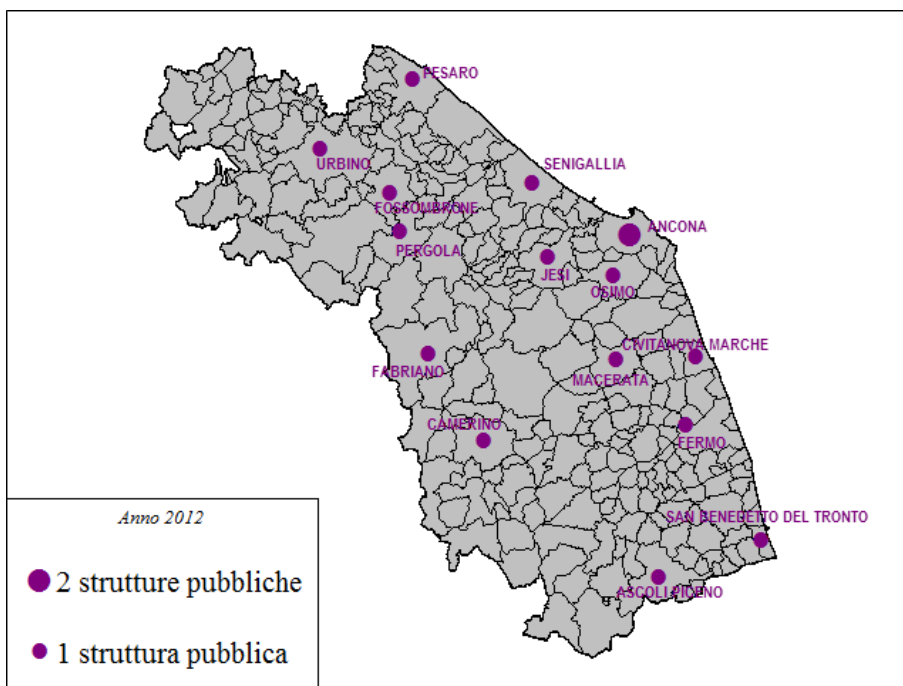 PESARO
URBINO
SENIGALLIA
FOSSOMBRONE
ANCONA
PERGOLA
JESI
OSIMO
CIVITANOVA MARCHE
FABRIANO
MACERATA
CAMERINO
FERMO
SAN BENEDETTO DEL TRONTO
ASCOLI PICENO
Anno 2012
2 strutture pubbliche
1 struttura pubblica